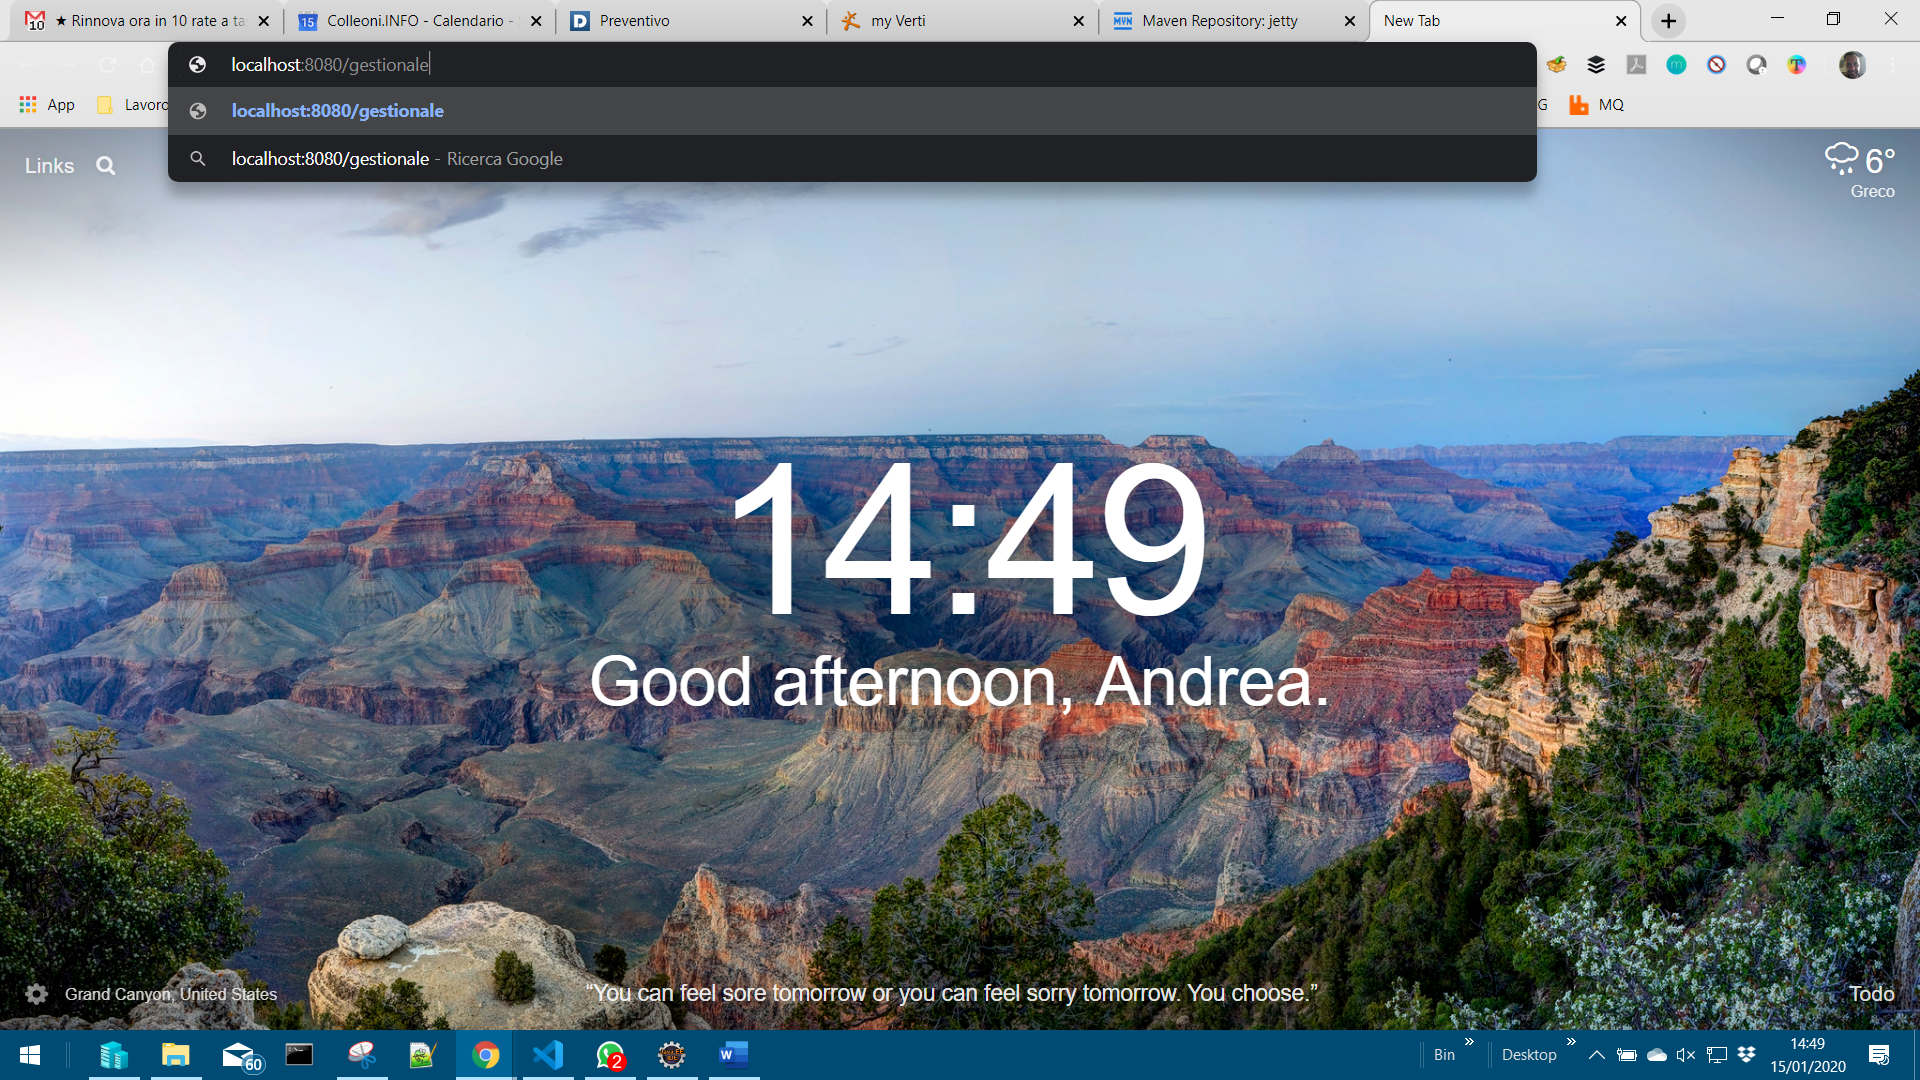 ★ Rinnova ora in 10 rate a ta
Colleoni.INFO - Calendario -
Preventivo
my Verti
Maven Repository: jetty
New Tab
localhost:8080/gestionale
App
Lavoro
localhost:8080/gestionale
G
MQ
localhost:8080/gestionale - Ricerca Google
Links
6°
Greco
14:49
Good afternoon, Andrea.
Grand Canyon, United States
“You can feel sore tomorrow or you can feel sorry tomorrow. You choose.”
Todo
60
2
Bin
Desktop
14:49
15/01/2020